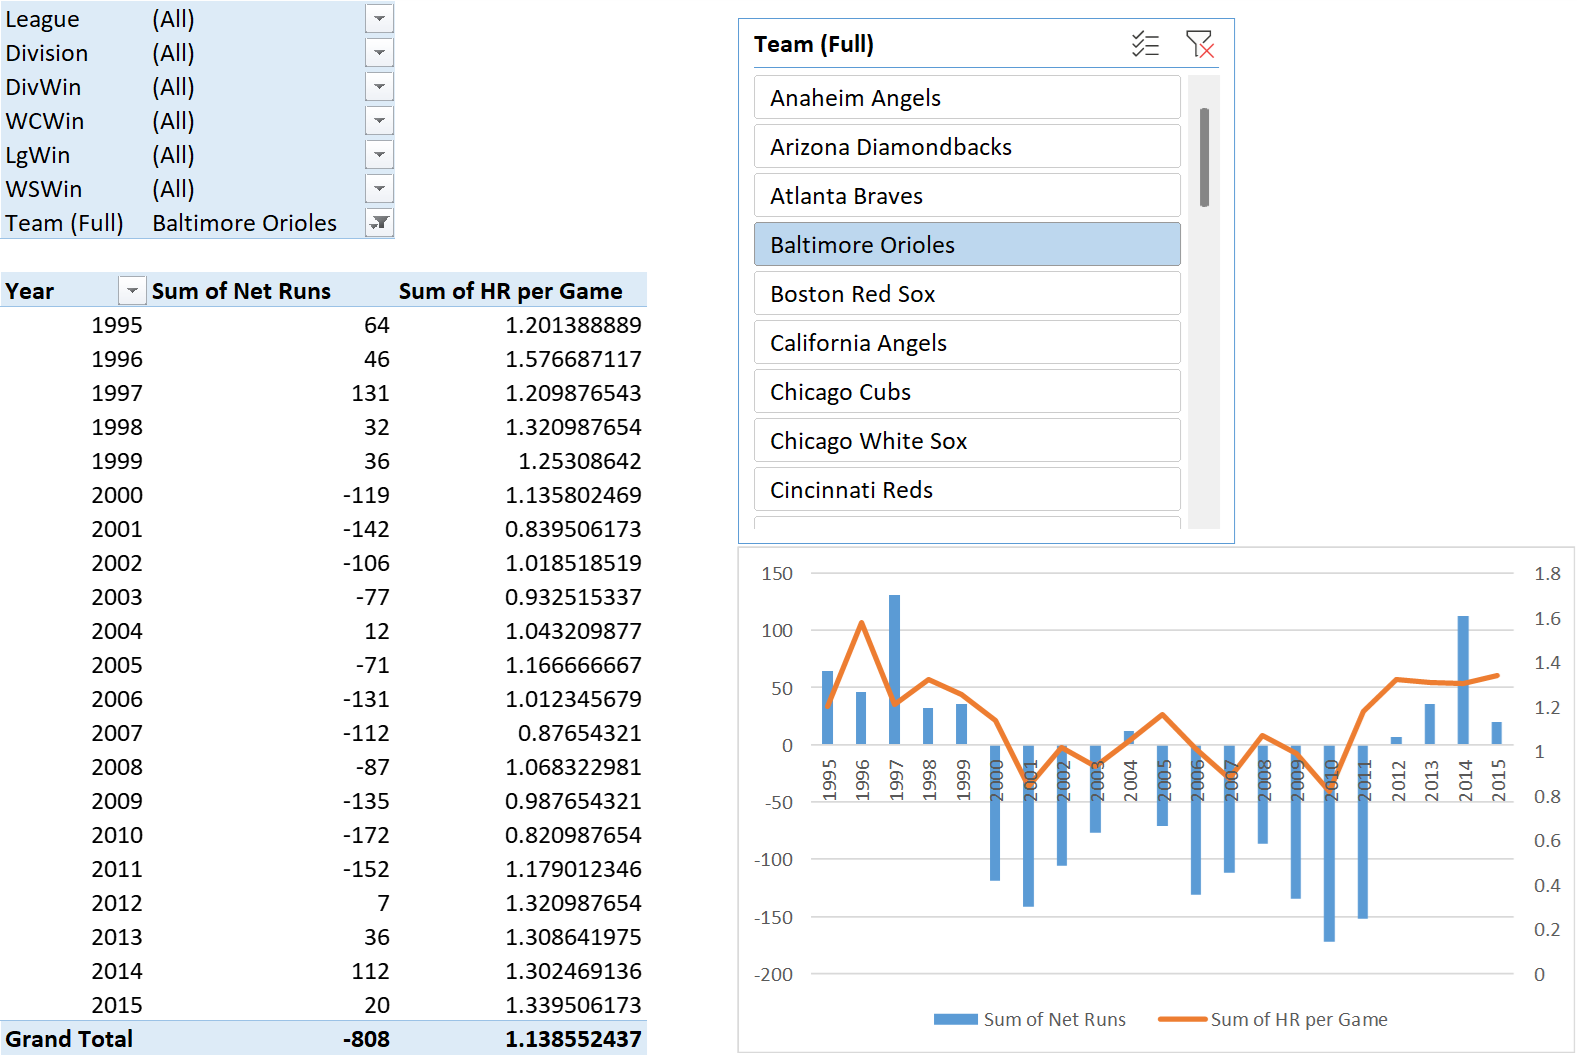 League (All)
Division (All)
DivWin (All)
WCWin (All)
LgWin (All)
WSWin (All)
Team (Full) Baltimore Orioles
Year Sum of Net Runs Sum of HR per Game
1995 64 1.201388889
1996 46 1.576687117
1997 131 1.209876543
1998 32 1.320987654
1999 36 1.25308642
2000 -119 1.135802469
2001 -142 0.839506173
2002 -106 1.018518519
2003 -77 0.932515337
2004 12 1.043209877
2005 -71 1.166666667
2006 -131 1.012345679
2007 -112 0.87654321
2008 -87 1.068322981
2009 -135 0.987654321
2010 -172 0.820987654
2011 -152 1.179012346
2012 7 1.320987654
2013 36 1.308641975
2014 112 1.302469136
2015 20 1.339506173
Grand Total -808 1.138552437
Team (Full)
Anaheim Angels
Arizona Diamondbacks
Atlanta Braves
Baltimore Orioles
Boston Red Sox
California Angels
Chicago Cubs
Chicago White Sox
Cincinnati Reds
150
100
50
0
-50
-100
-150
-200
1995 1996 1997 1998 1999 2000 2001 2002 2003 2004 2005 2006 2007 2008 2009 2010 2011 2012 2013 2014 2015
1.8
1.6
1.4
1.2
1
0.8
0.6
0.4
0.2
0
Sum of Net Runs Sum of HR per Game